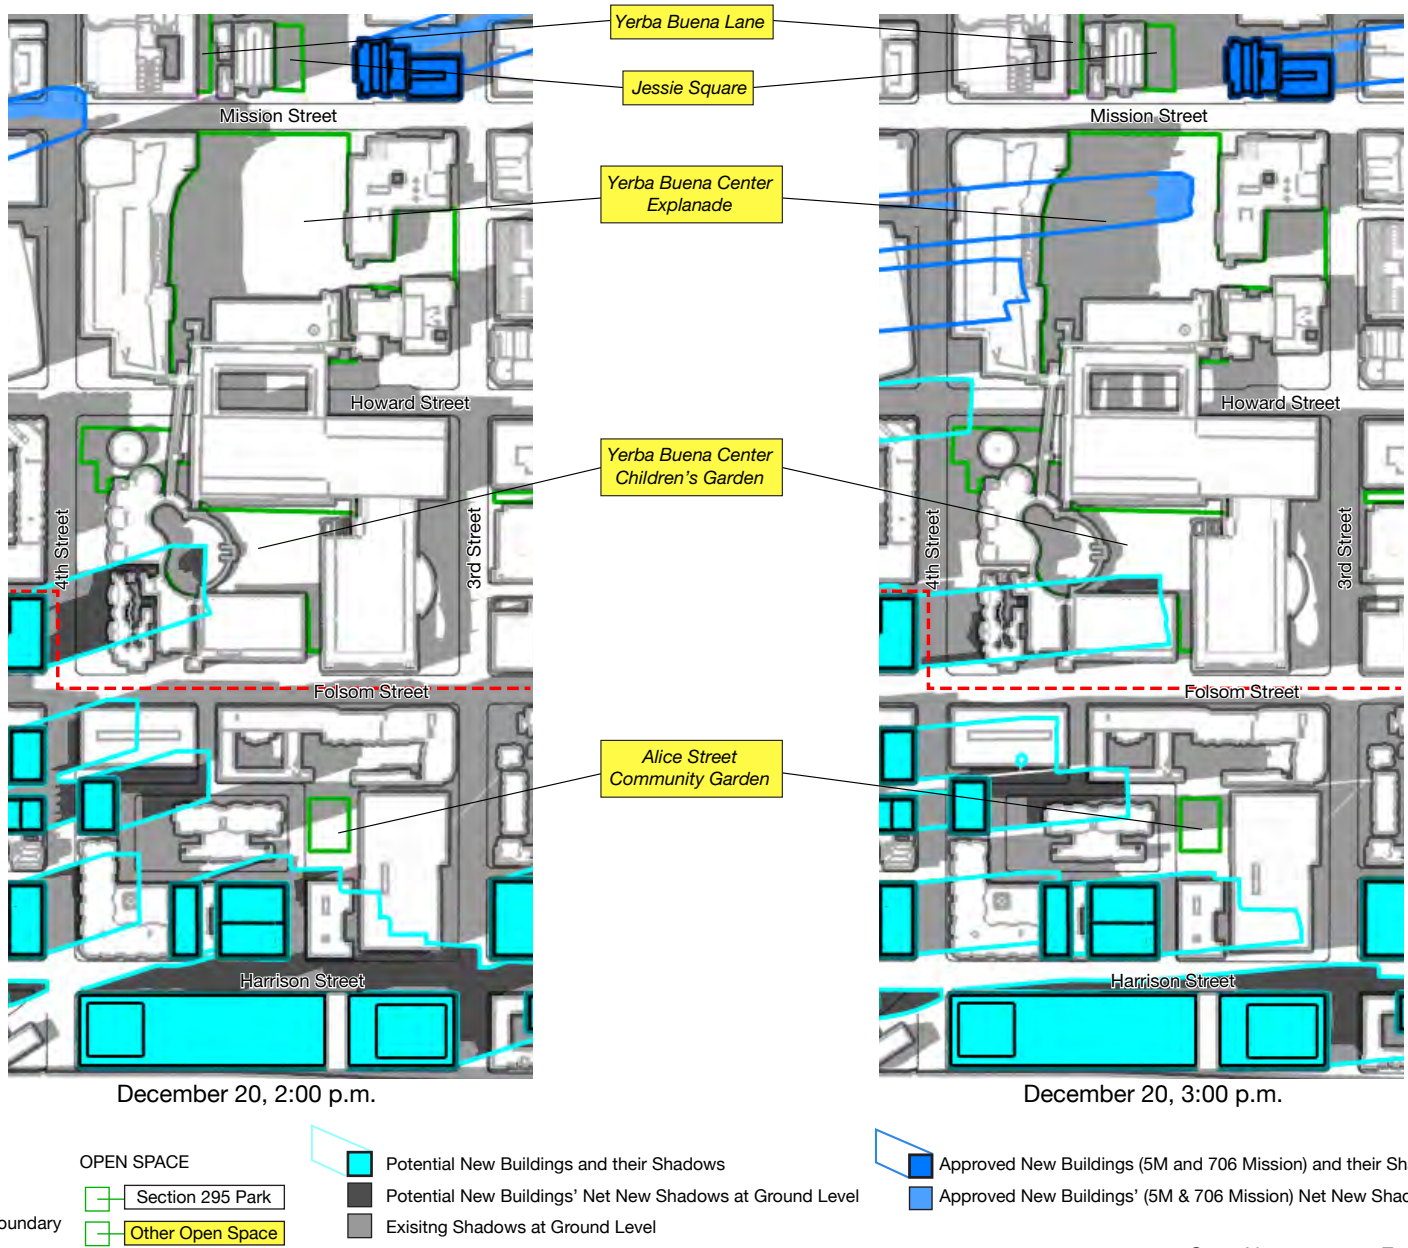 Yerba Buena Lane
Jessie Square
Mission Street
Mission Street
Yerba Buena Center
Explanade
Howard Street
Howard Street
Yerba Buena Center
Children's Garden
4th Street
3rd Street
4th Street
3rd Street
Folsom Street
Folsom Street
Alice Street
Community Garden
Harrison Street
Harrison Street
December 20, 2:00 p.m.
December 20, 3:00 p.m.
OPEN SPACE
Section 295 Park
Other Open Space
oundary
Potential New Buildings and their Shadows
Potential New Buildings' Net New Shadows at Ground Level
Exisitng Shadows at Ground Level
Approved New Buildings (5M and 706 Mission) and their Sh
Approved New Buildings' (5M & 706 Mission) Net New Shad